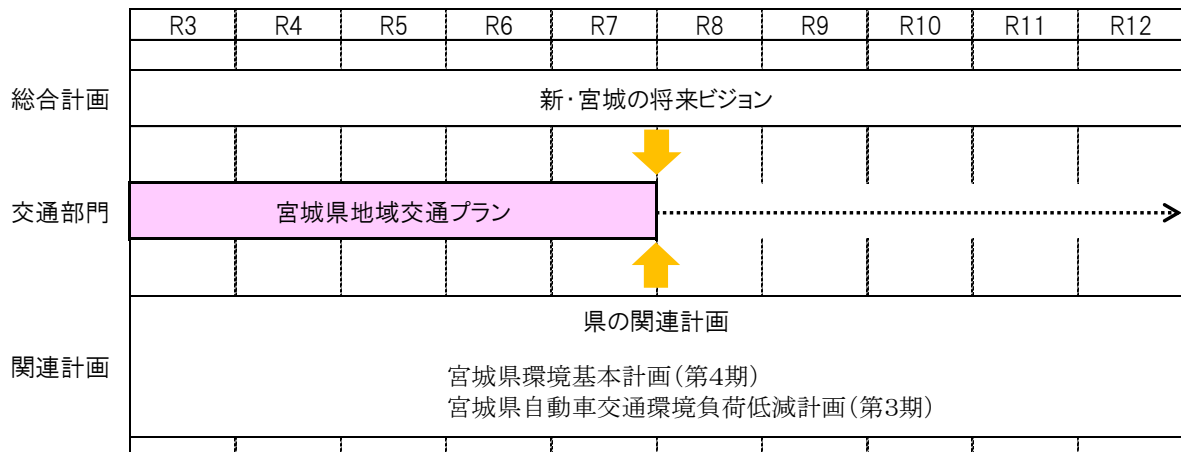 R3 R4 R5 R6 R7 R8 R9 R10 R11 R12
総合計画
新・宮城の将来ビジョン
交通部門
宮城県地域交通プラン
関連計画
県の関連計画
宮城県環境基本計画（第4期）
宮城県自動車交通環境負荷低減計画（第3期）